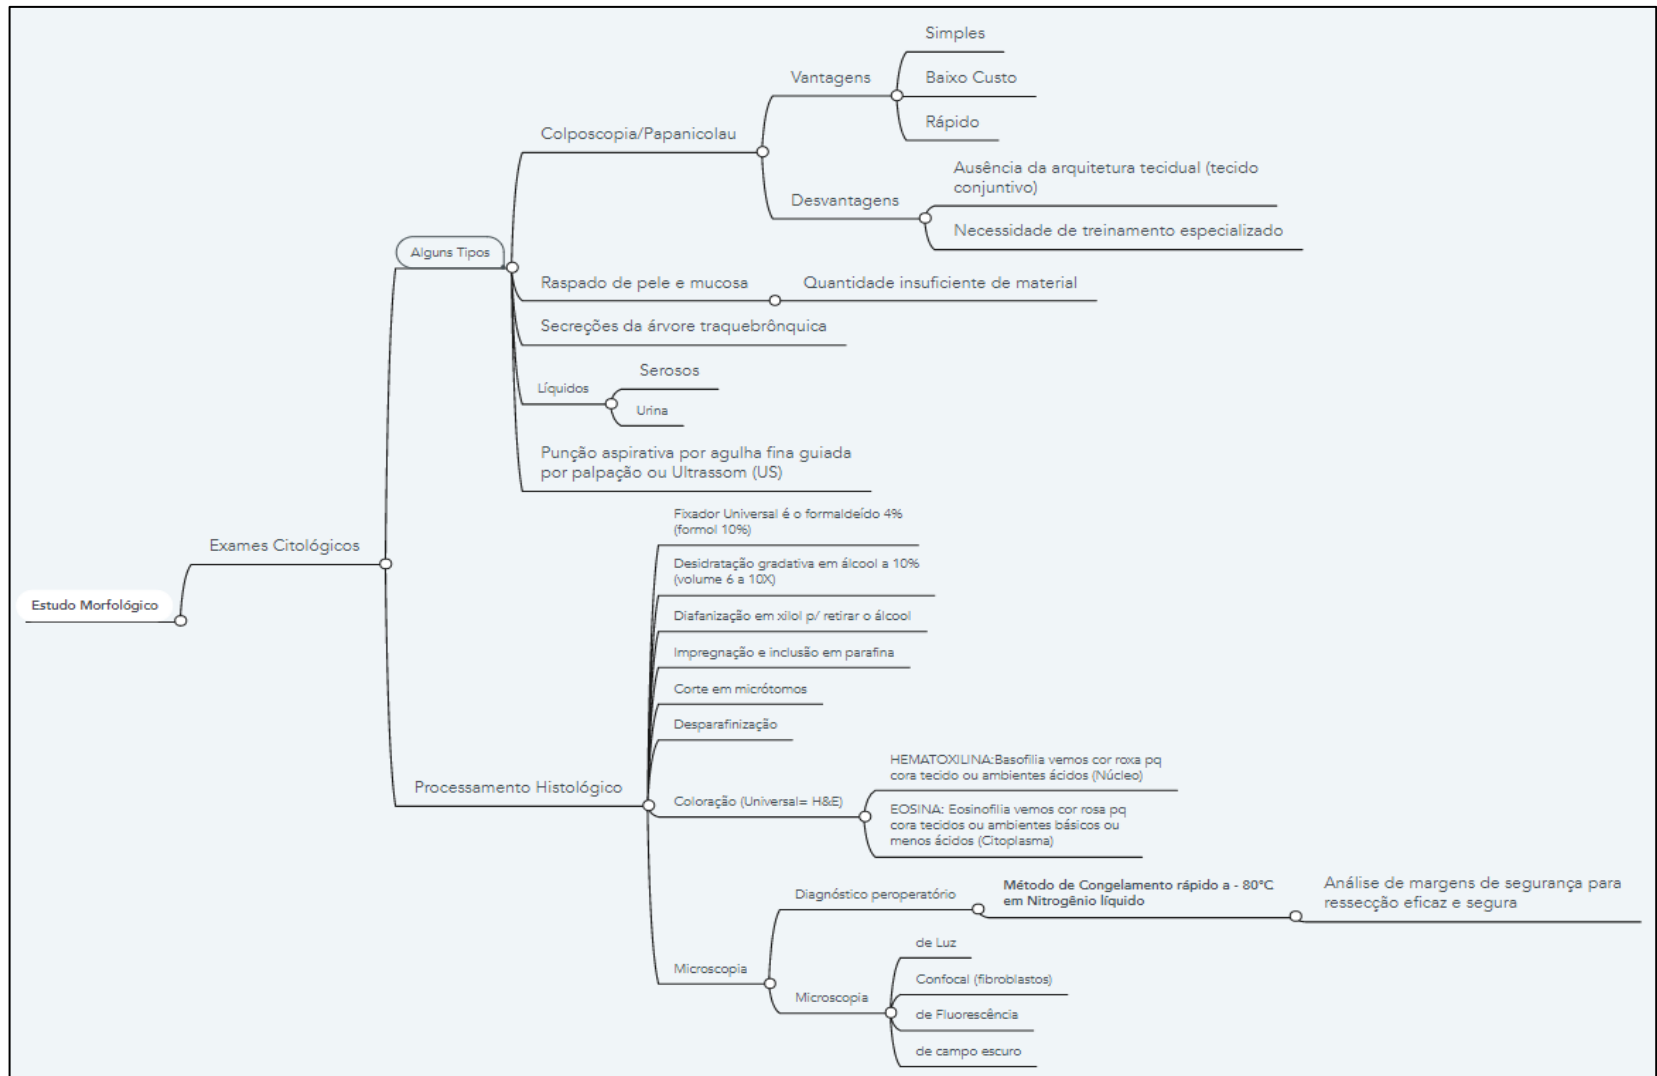 Estudo Morfológico
Exames Citológicos
Alguns Tipos
Colposcopia/Papanicolau
Vantagens
Simples
Baixo Custo
Rápido
Desvantagens
Ausência da arquitetura tecidual (tecido
conjuntivo)
Necessidade de treinamento especializado
Raspado de pele e mucosa
Quantidade insuficiente de material
Secreções da árvore traquebrônquica
Líquidos
Serosos
Urina
Punção aspirativa por agulha fina guiada
por palpação ou Ultrassom (US)
Processamento Histológico
Fixador Universal é o formaldeído 4%
(formol 10%)
Desidratação gradativa em álcool a 10%
(volume 6 a 10X)
Diafanização em xilol p/ retirar o álcool
Impregnação e inclusão em parafina
Corte em micrótomos
Desparafinização
Coloração (Universal= H&E)
HEMATOXILINA:Basofilia vemos cor roxa pq
cora tecido ou ambientes ácidos (Núcleo)
EOSINA: Eosinofilia vemos cor rosa pq
cora tecidos ou ambientes básicos ou
menos ácidos (Citoplasma)
Microscopia
Diagnóstico peroperatório
Método de Congelamento rápido a - 80°C
em Nitrogênio líquido
Análise de margens de segurança para
ressecção eficaz e segura
Microscopia
de Luz
Confocal (fibroblastos)
de Fluorescência
de campo escuro